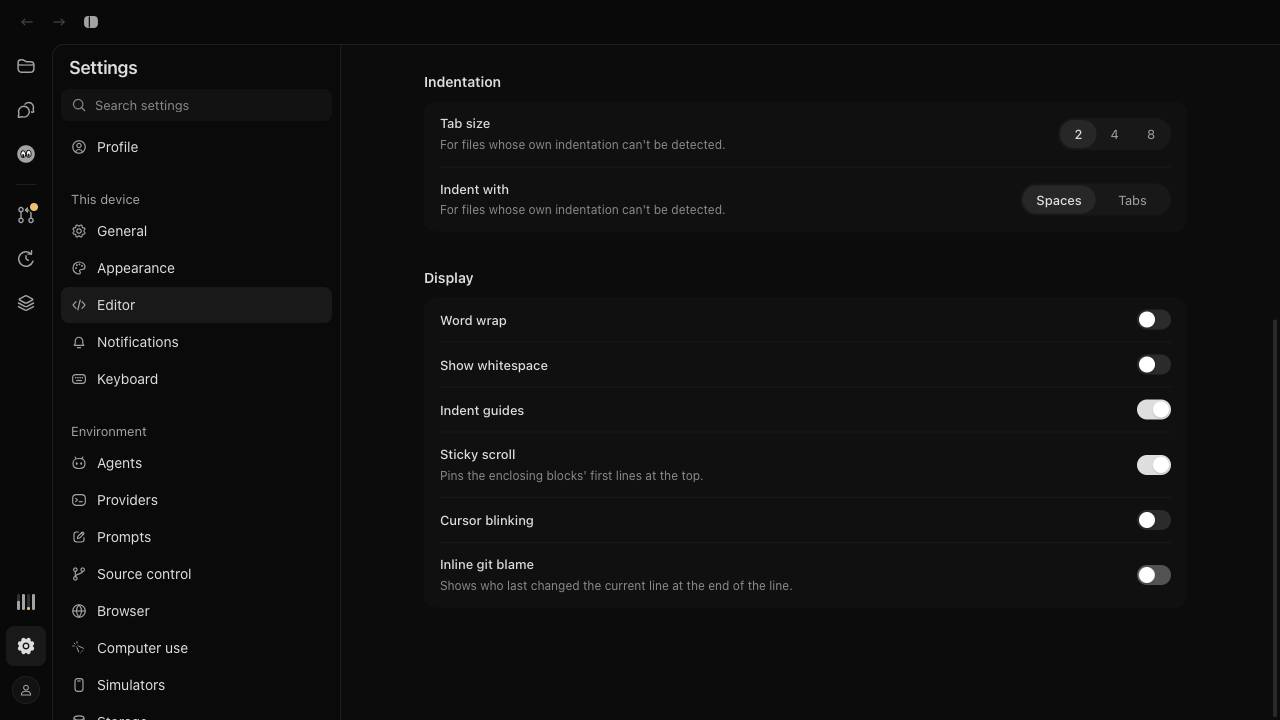 Settings
Search settings
Profile
This device
General
Appearance
Editor
Notifications
Keyboard
Environment
Agents
Providers
Prompts
Source control
Browser
Computer use
Simulators
Storage
Indentation
Tab size
For files whose own indentation can't be detected.
2 4 8
Indent with
For files whose own indentation can't be detected.
Spaces Tabs
Display
Word wrap
Show whitespace
Indent guides
Sticky scroll
Pins the enclosing blocks' first lines at the top.
Cursor blinking
Inline git blame
Shows who last changed the current line at the end of the line.